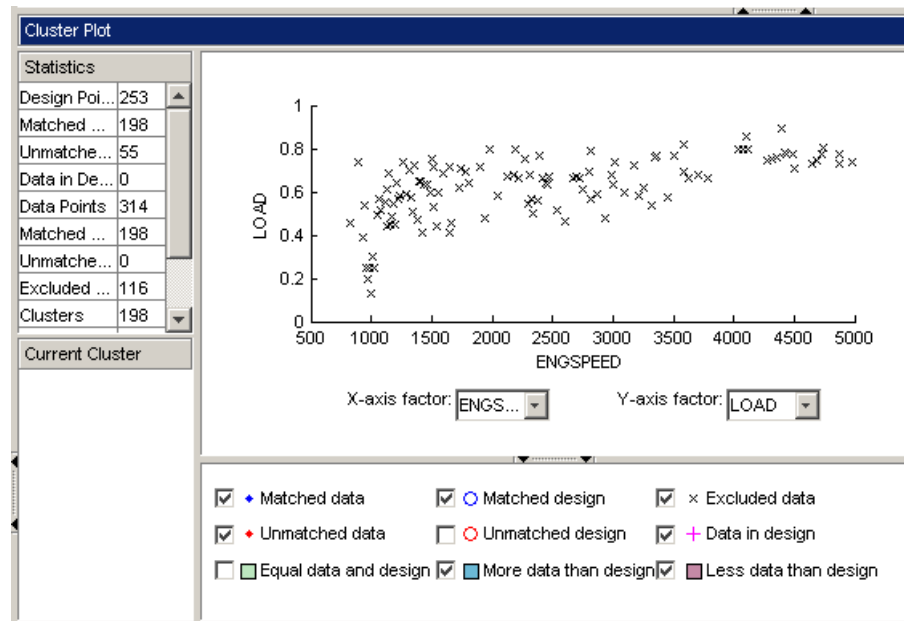 Cluster Plot
Statistics
Design Poi... 253
Matched ... 198
Unmatche... 55
Data in De... 0
Data Points 314
Matched ... 198
Unmatche... 0
Excluded ... 116
Clusters 198
Current Cluster
LOAD
1
0.8
0.6
0.4
0.2
0
500 1000 1500 2000 2500 3000 3500 4000 4500 5000
ENGSPEED
X-axis factor: ENGS... Y-axis factor: LOAD
Matched data Matched design Excluded data
Unmatched data Unmatched design Data in design
Equal data and design More data than design Less data than design